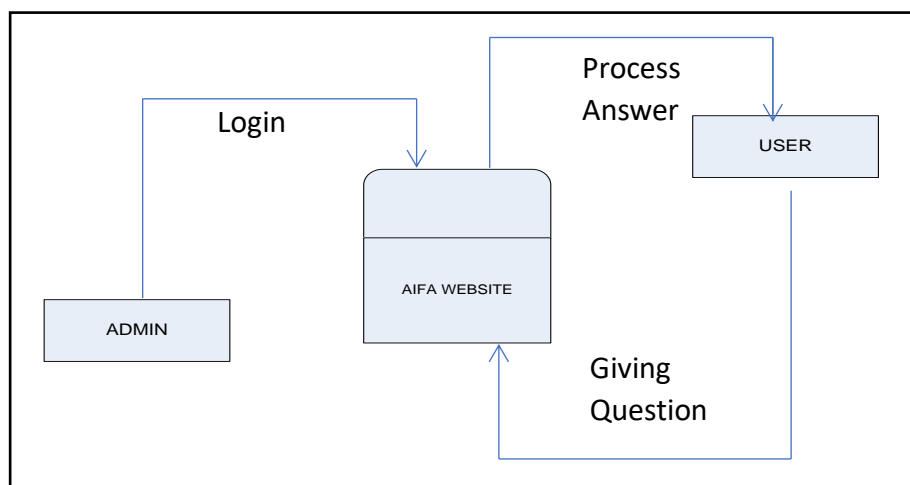 Process
Answer
Login
USER
AIFA WEBSITE
ADMIN
Giving
Question